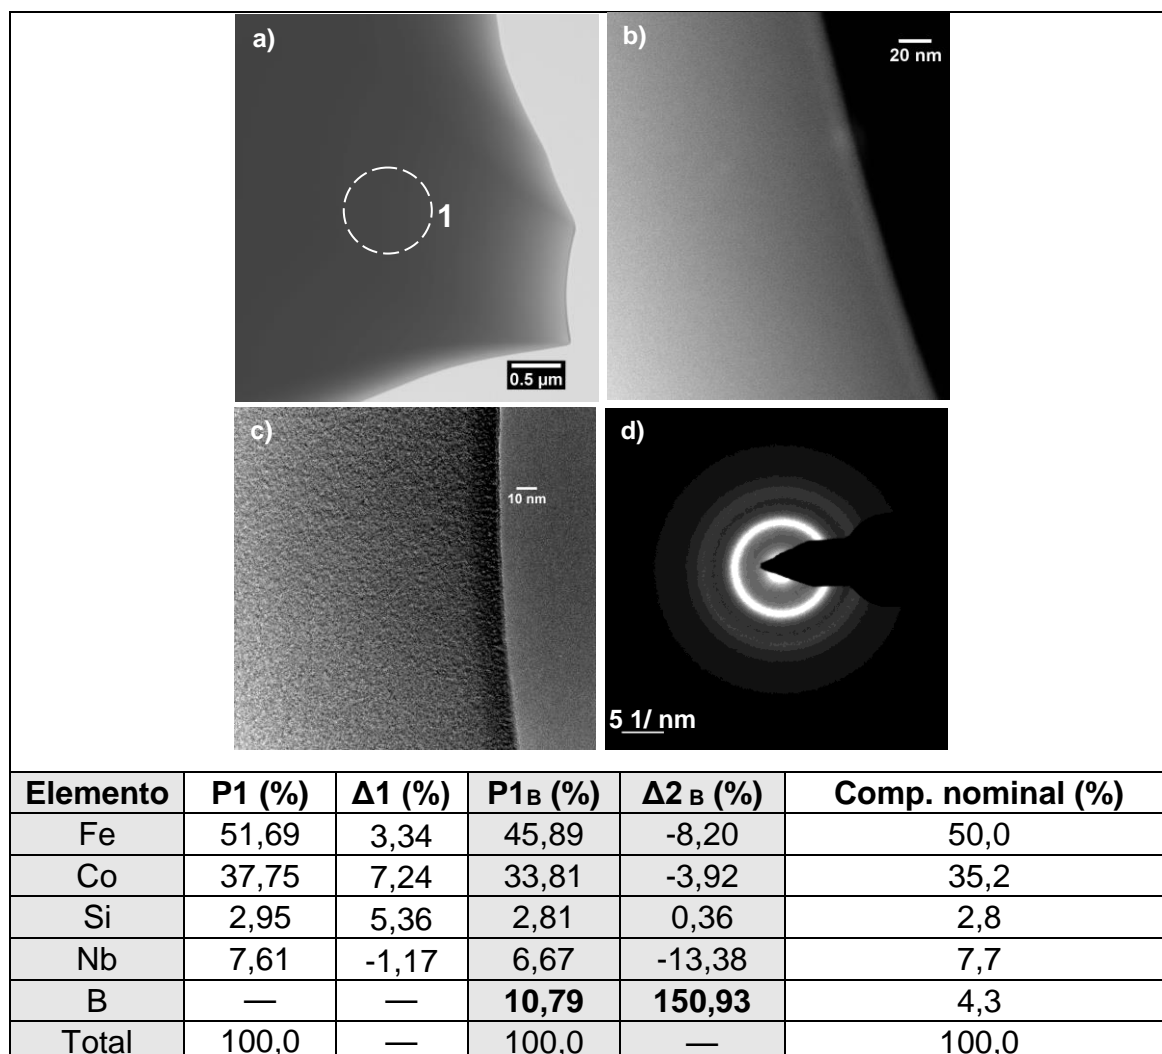 a)
1
0.5 µm
b)
20 nm
c)
10 nm
d)
5 1/ nm
Elemento P1 (%) Δ1 (%) P1B (%) Δ2 B (%) Comp. nominal (%)
Fe 51,69 3,34 45,89 -8,20 50,0
Co 37,75 7,24 33,81 -3,92 35,2
Si 2,95 5,36 2,81 0,36 2,8
Nb 7,61 -1,17 6,67 -13,38 7,7
B — — 10,79 150,93 4,3
Total 100,0 — 100,0 — 100,0